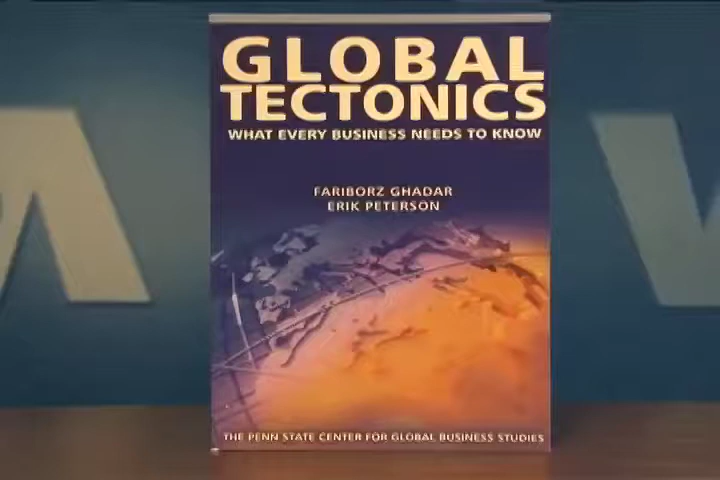 GLOBAL
TECTONICS
WHAT EVERY BUSINESS NEEDS TO KNOW
FARIBORZ GHADAR
ERIK PETERSON
THE PENN STATE CENTER FOR GLOBAL BUSINESS STUDIES